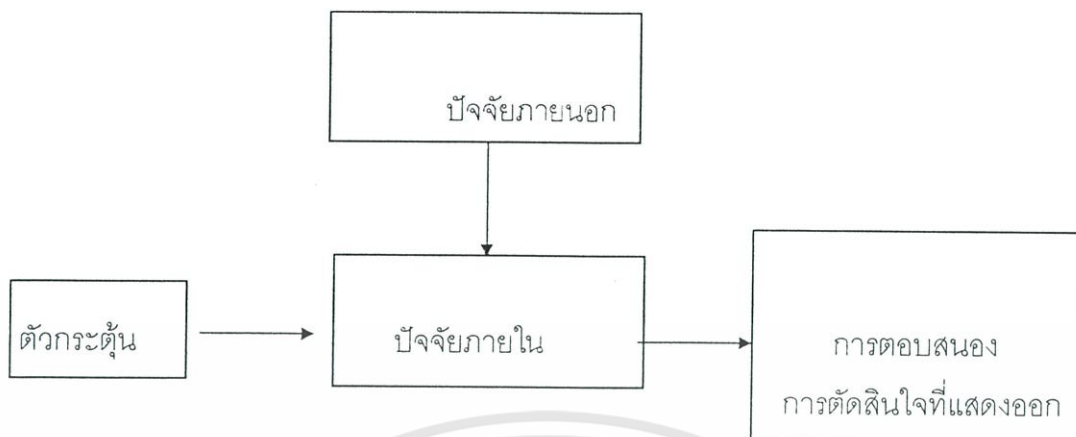 ปัจจัยภายนอก
ตัวกระตุ้น
ปัจจัยภายใน
การตอบสนอง
การตัดสินใจที่แสดงออก